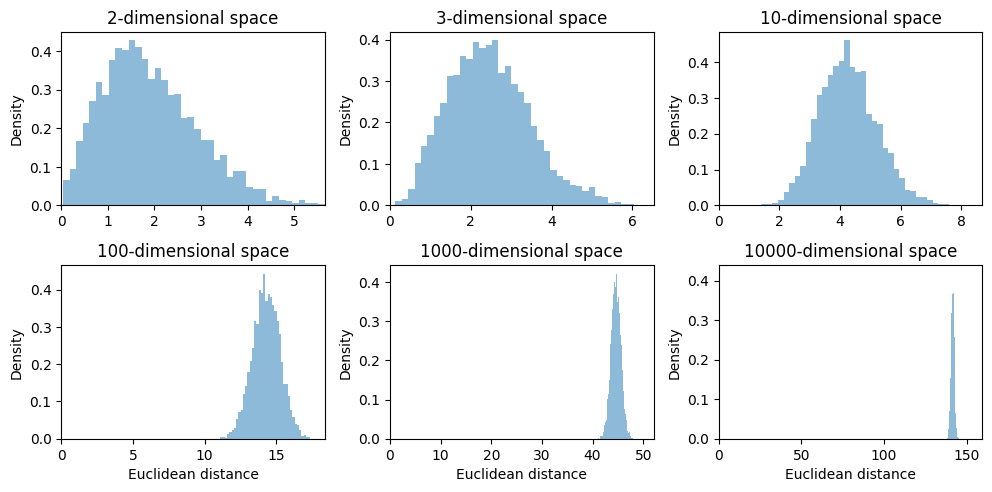 2-dimensional space
3-dimensional space
10-dimensional space
Density
0.4
0.3
0.2
0.1
0.0
0 1 2 3 4 5
Density
0.4
0.3
0.2
0.1
0.0
0 2 4 6
Density
0.4
0.3
0.2
0.1
0.0
0 2 4 6 8
100-dimensional space
1000-dimensional space
10000-dimensional space
Density
0.4
0.3
0.2
0.1
0.0
0 5 10 15
Euclidean distance
Density
0.4
0.3
0.2
0.1
0.0
0 10 20 30 40 50
Euclidean distance
Density
0.4
0.3
0.2
0.1
0.0
0 50 100 150
Euclidean distance